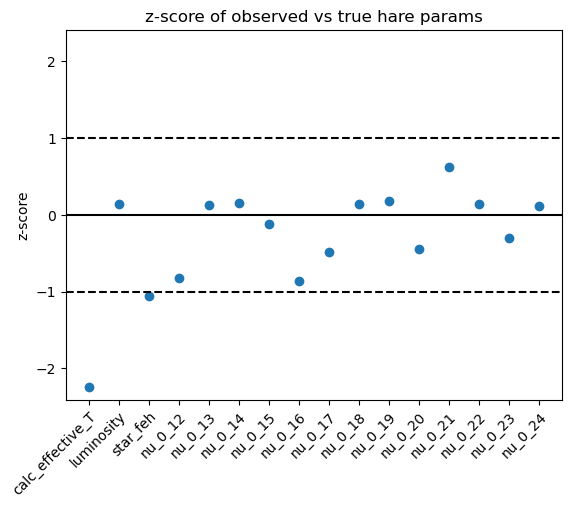 z-score of observed vs true hare params
z-score
2
1
0
−1
−2
calc_effective_T
luminosity
star_feh
nu_0_12
nu_0_13
nu_0_14
nu_0_15
nu_0_16
nu_0_17
nu_0_18
nu_0_19
nu_0_20
nu_0_21
nu_0_22
nu_0_23
nu_0_24